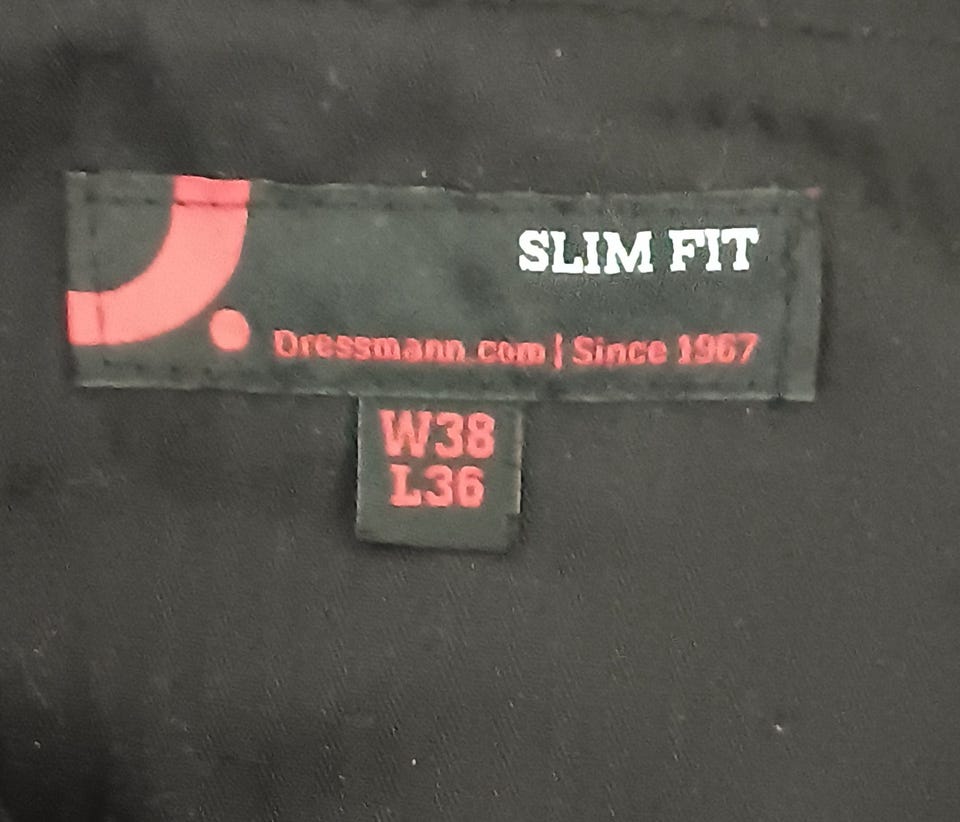 SLIM FIT
Dressmann.com | Since 1967
W38
L36